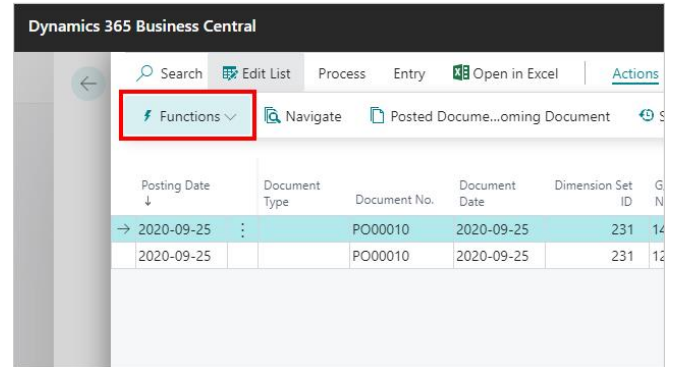 Dynamics 365 Business Central
Search Edit List Process Entry Open in Excel Actions
Functions Navigate Posted Docume...oming Document S
Posting Date Document Type Document No. Document Date Dimension Set ID G N
2020-09-25 PO00010 2020-09-25 231 14
2020-09-25 PO00010 2020-09-25 231 12